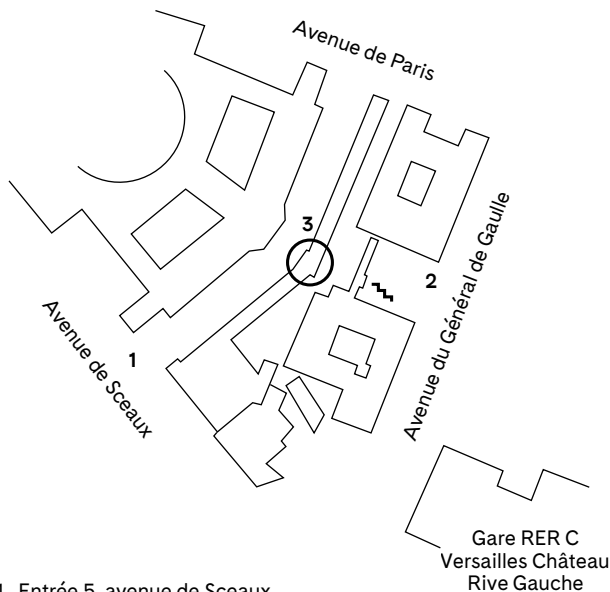 Avenue de Paris
3
2
Avenue du Général de Gaulle
1
Avenue de Sceaux
Gare RER C
Versailles Château
Rive Gauche
1 Entrée 5, avenue de Sceaux